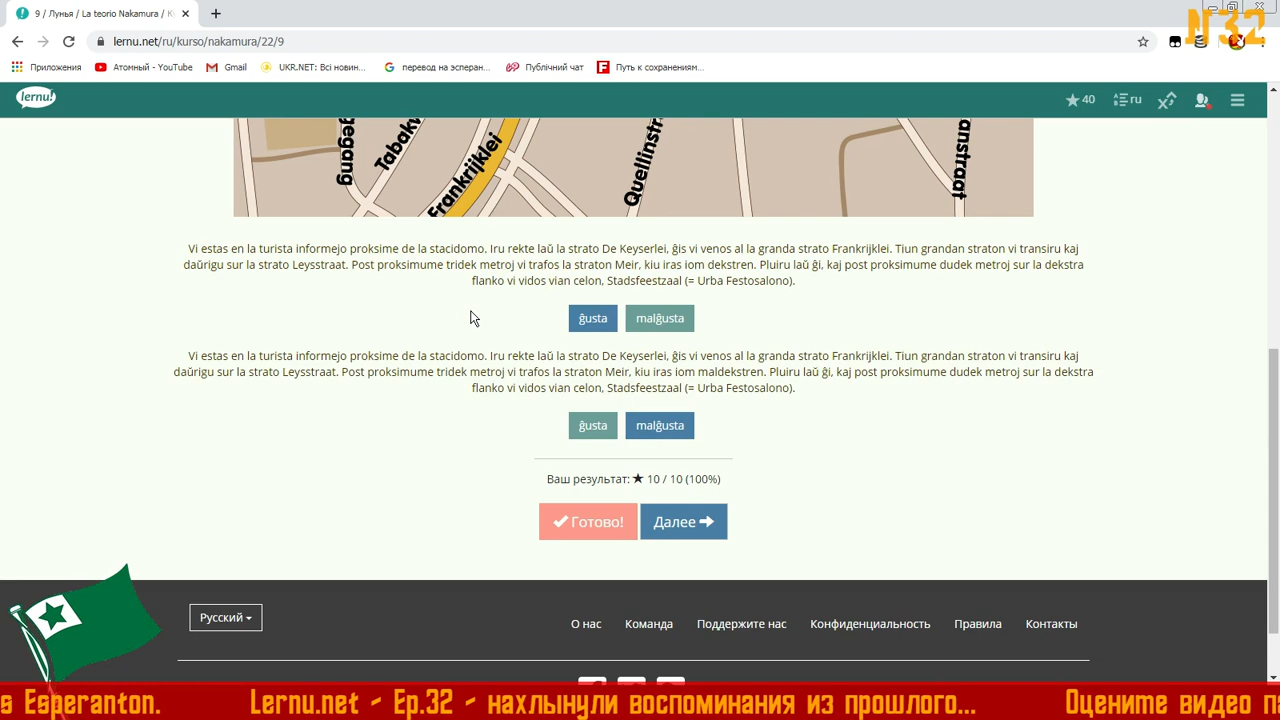 9 / Лунья / La teorio Nakamura / K
N32
lernu.net/ru/kurso/nakamura/22/9
Приложения
Атомный - YouTube
Gmail
UKR.NET: Всі новин...
перевод на эсперан...
Публічний чат
Путь к сохранениям...
lernu!
40
ru
x
gegang
Tabakv
Frankrijklei
Quellinstr
anstraat
Vi estas en la turista informejo proksime de la stacidomo. Iru rekte laŭ la strato De Keyserlei, ĝis vi venos al la granda strato Frankrijklei. Tiun grandan straton vi transiru kaj
daŭrigu sur la strato Leysstraat. Post proksimume tridek metroj vi trafos la straton Meir, kiu iras iom dekstren. Pluiru laŭ ĝi, kaj post proksimume dudek metroj sur la dekstra
flanko vi vidos vian celon, Stadsfeestzaal (= Urba Festosalono).
ĝusta
malĝusta
Vi estas en la turista informejo proksime de la stacidomo. Iru rekte laŭ la strato De Keyserlei, ĝis vi venos al la granda strato Frankrijklei. Tiun grandan straton vi transiru kaj
daŭrigu sur la strato Leysstraat. Post proksimume tridek metroj vi trafos la straton Meir, kiu iras iom maldekstren. Pluiru laŭ ĝi, kaj post proksimume dudek metroj sur la dekstra
flanko vi vidos vian celon, Stadsfeestzaal (= Urba Festosalono).
ĝusta
malĝusta
Ваш результат: ★ 10 / 10 (100%)
Готово!
Далее
Русский
О нас
Команда
Поддержите нас
Конфиденциальность
Правила
Контакты
s Esperanton.
Lernu.net - Ep.32 - нахлынули воспоминания из прошлого...
Оцените видео п